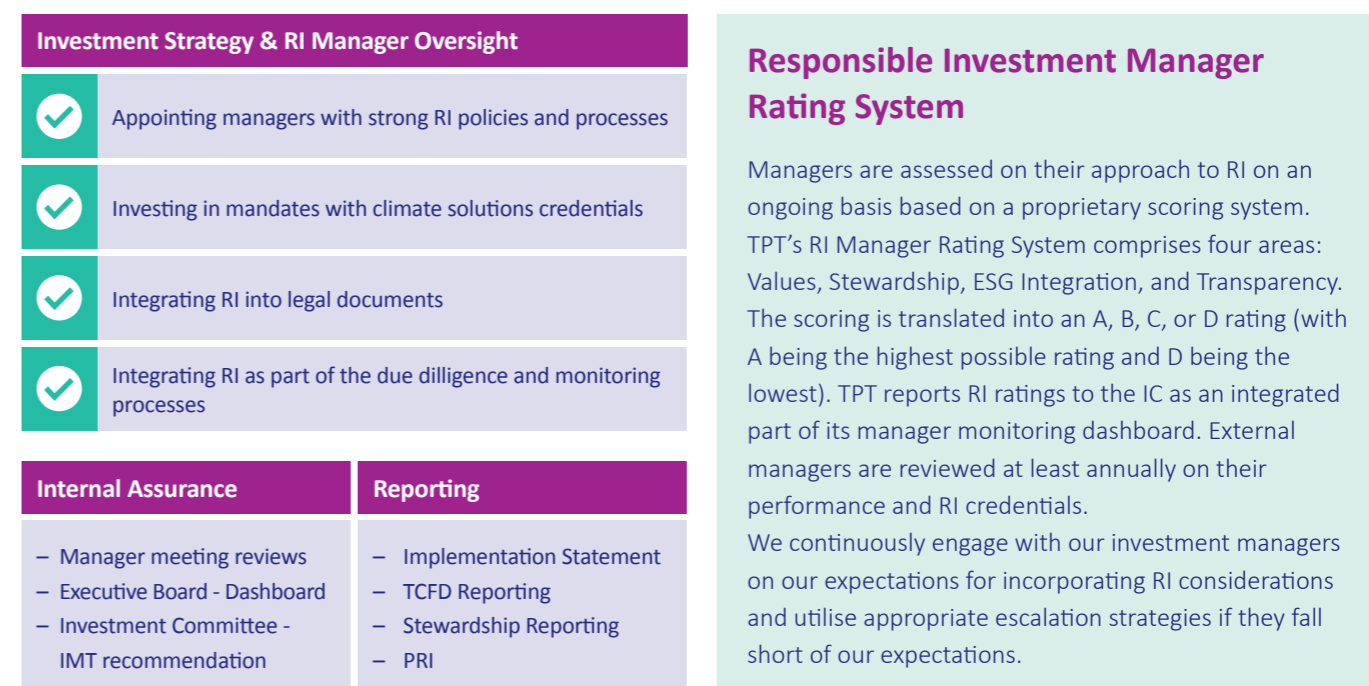 Investment Strategy & RI Manager Oversight
Appointing managers with strong RI policies and processes
Investing in mandates with climate solutions credentials
Integrating RI into legal documents
Integrating RI as part of the due dilligence and monitoring
processes
Internal Assurance
– Manager meeting reviews
– Executive Board - Dashboard
– Investment Committee -
IMT recommendation
Reporting
– Implementation Statement
– TCFD Reporting
– Stewardship Reporting
– PRI
Responsible Investment Manager
Rating System
Managers are assessed on their approach to RI on an
ongoing basis based on a proprietary scoring system.
TPT’s RI Manager Rating System comprises four areas:
Values, Stewardship, ESG Integration, and Transparency.
The scoring is translated into an A, B, C, or D rating (with
A being the highest possible rating and D being the
lowest). TPT reports RI ratings to the IC as an integrated
part of its manager monitoring dashboard. External
managers are reviewed at least annually on their
performance and RI credentials.
We continuously engage with our investment managers
on our expectations for incorporating RI considerations
and utilise appropriate escalation strategies if they fall
short of our expectations.